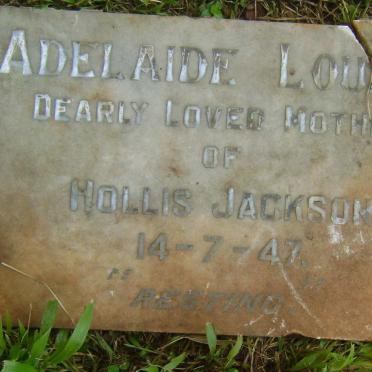 ADELAIDE LOU
DEARLY LOVED MOTH
OF
HOLLIS JACKSON
14-7-47.
"RESTING."